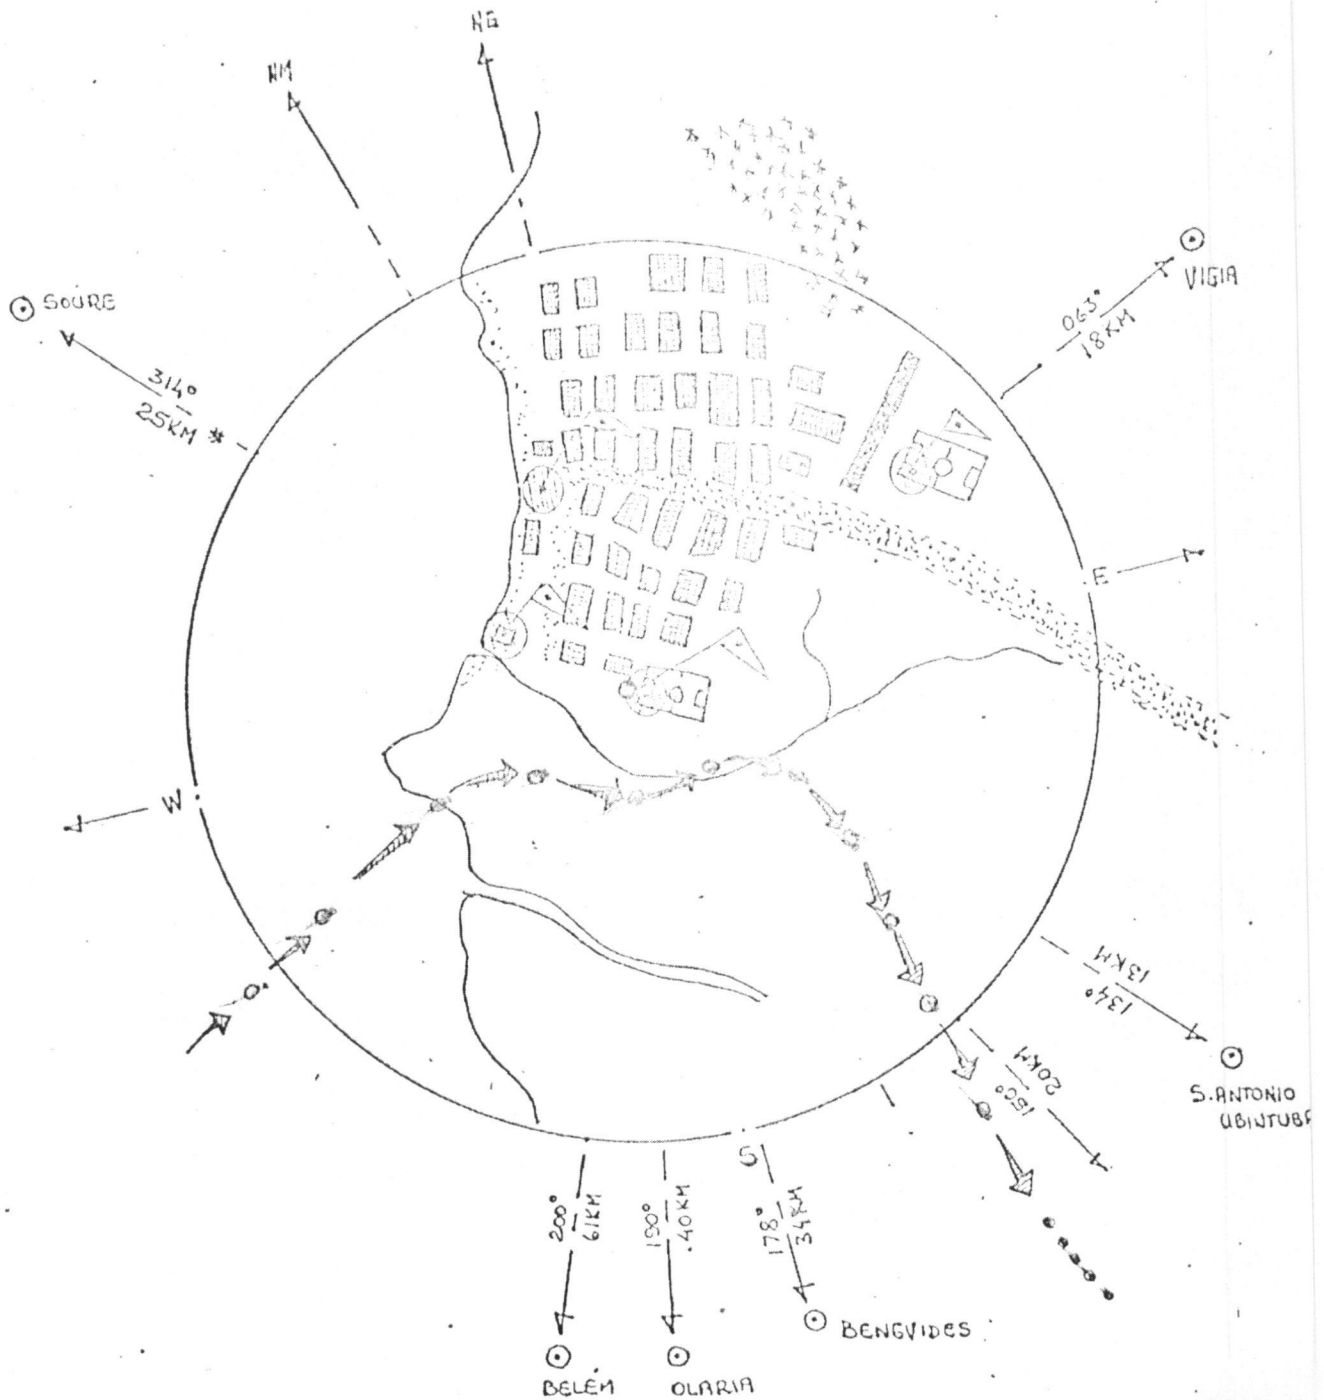 NG
NM
SOURE
314°
25KM *
VIGIA
063°
18KM
E
W
134°
13KM
S. ANTONIO
UBINTUBA
150°
20KM
S
200°
61KM
190°
40KM
178°
34KM
BENEVIDES
BELÉM
OLARIA